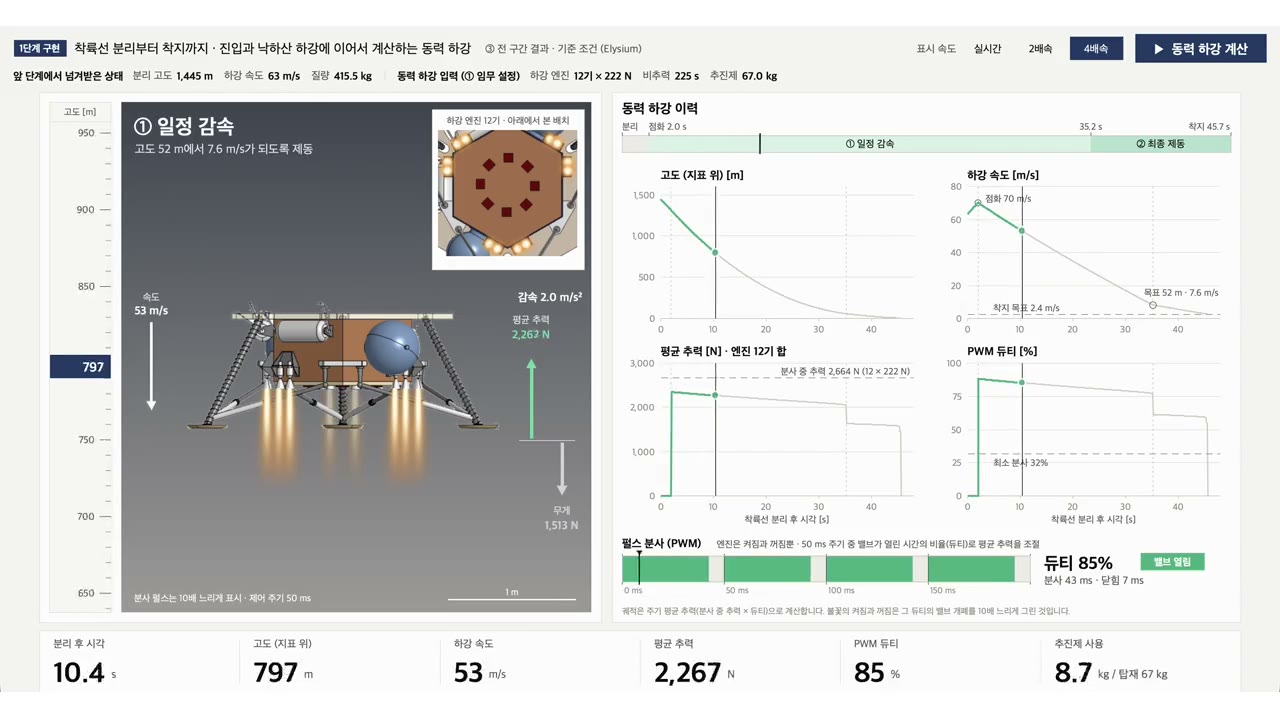 1단계 구현 착륙선 분리부터 착지까지 · 진입과 낙하산 하강에 이어서 계산하는 동력 하강 ③ 전 구간 결과 · 기준 조건 (Elysium) 표시 속도 실시간 2배속 4배속 ▶ 동력 하강 계산
앞 단계에서 넘겨받은 상태 분리 고도 1,445 m 하강 속도 63 m/s 질량 415.5 kg 동력 하강 입력 (① 임무 설정) 하강 엔진 12기 × 222 N 비추력 225 s 추진제 67.0 kg
고도 [m]
950
900
850
797
750
700
650
① 일정 감속
고도 52 m에서 7.6 m/s가 되도록 제동
하강 엔진 12기 · 아래에서 본 배치
속도
53 m/s
감속 2.0 m/s²
평균 추력
2,267 N
무게
1,513 N
분사 펄스는 10배 느리게 표시 · 제어 주기 50 ms
1 m
동력 하강 이력
분리 점화 2.0 s 35.2 s 착지 45.7 s
① 일정 감속 ② 최종 제동
고도 (지표 위) [m]
1,500
1,000
500
0
0 10 20 30 40
하강 속도 [m/s]
80
60
40
20
0
점화 70 m/s
목표 52 m · 7.6 m/s
착지 목표 2.4 m/s
0 10 20 30 40
평균 추력 [N] · 엔진 12기 합
3,000
2,000
1,000
0
분사 중 추력 2,664 N (12 × 222 N)
0 10 20 30 40
착륙선 분리 후 시각 [s]
PWM 듀티 [%]
100
75
50
25
0
최소 분사 32%
0 10 20 30 40
착륙선 분리 후 시각 [s]
펄스 분사 (PWM) 엔진은 켜짐과 꺼짐뿐 · 50 ms 주기 중 밸브가 열린 시간의 비율(듀티)로 평균 추력을 조절
0 ms 50 ms 100 ms 150 ms
듀티 85% 밸브 열림
분사 43 ms · 닫힘 7 ms
궤적은 주기 평균 추력(분사 중 추력 × 듀티)으로 계산합니다. 불꽃의 켜짐과 꺼짐은 그 듀티의 밸브 개폐를 10배 느리게 그린 것입니다.
분리 후 시각 고도 (지표 위) 하강 속도 평균 추력 PWM 듀티 추진제 사용
10.4 s 797 m 53 m/s 2,267 N 85 % 8.7 kg / 탑재 67 kg